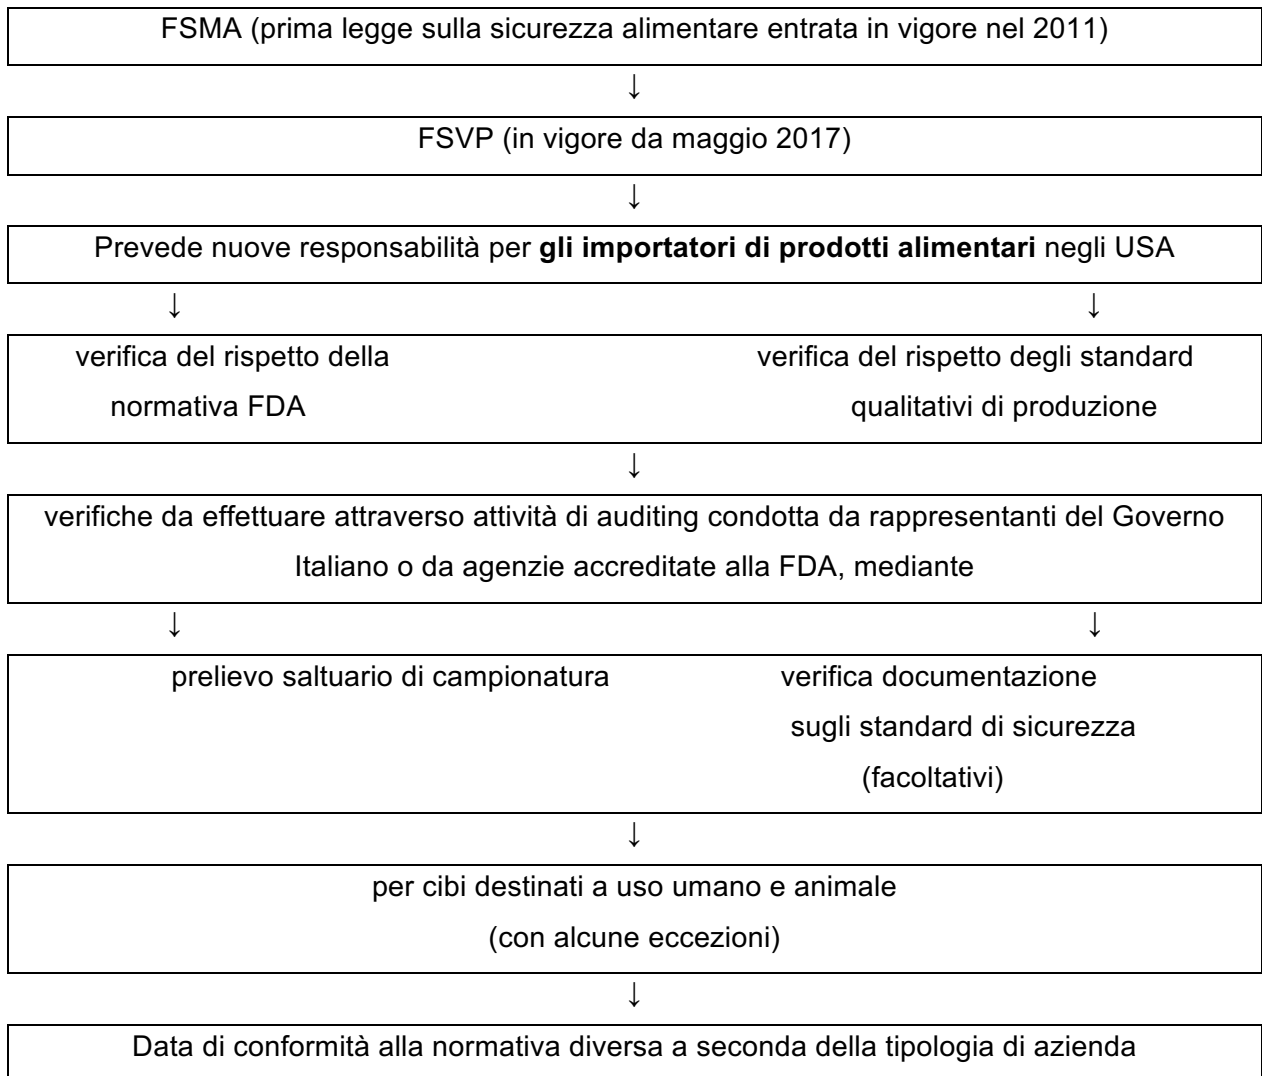 FSMA (prima legge sulla sicurezza alimentare entrata in vigore nel 2011)
↓
FSVP (in vigore da maggio 2017)
↓
Prevede nuove responsabilità per gli importatori di prodotti alimentari negli USA
↓ ↓
verifica del rispetto della
normativa FDA
verifica del rispetto degli standard
qualitativi di produzione
↓
verifiche da effettuare attraverso attività di auditing condotta da rappresentanti del Governo
Italiano o da agenzie accreditate alla FDA, mediante
↓ ↓
prelievo saltuario di campionatura
verifica documentazione
sugli standard di sicurezza
(facoltativi)
↓
per cibi destinati a uso umano e animale
(con alcune eccezioni)
↓
Data di conformità alla normativa diversa a seconda della tipologia di azienda